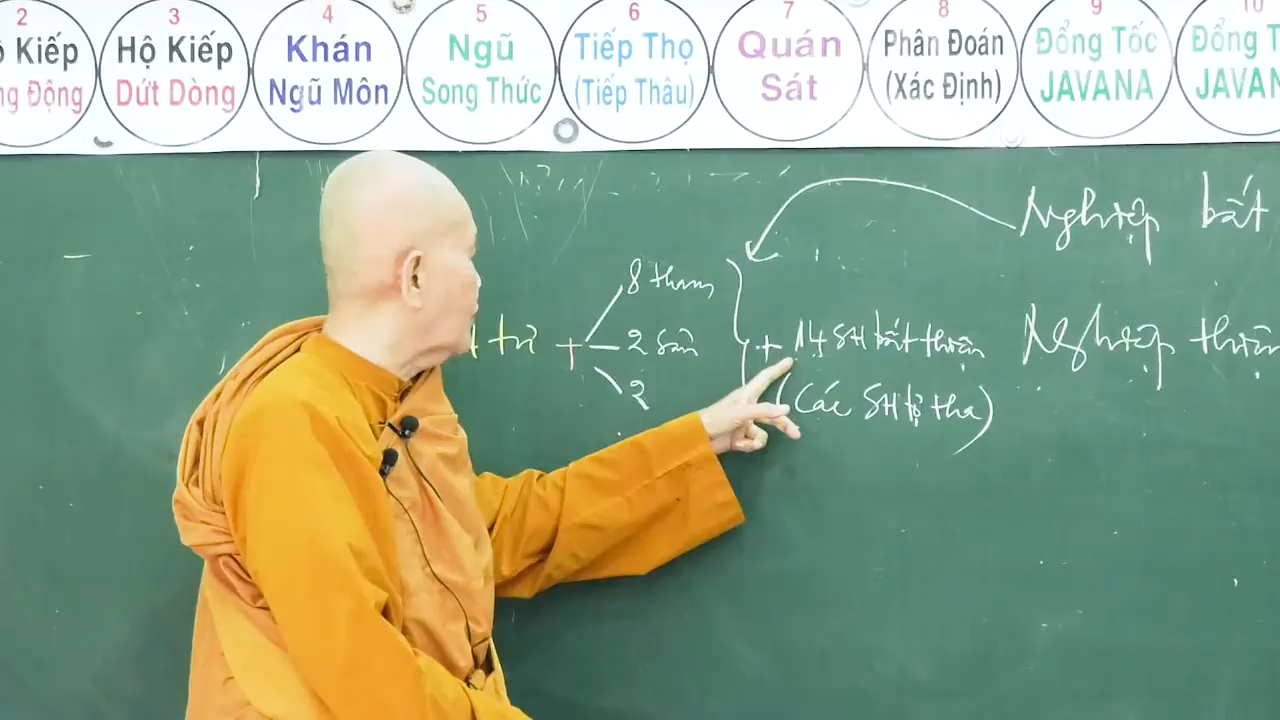 2 3 4 5 6 7 8 9 10
Kiếp Hộ Kiếp Khán Ngũ Tiếp Thọ Quán Phân Đoán Đổng Tốc Đổng T
ng Động Dứt Dòng Ngũ Môn Song Thức (Tiếp Thâu) Sát (Xác Định) JAVANA JAVAN
Nghiệp bất
8 tham
tư + 2 sân + 14 SH bất thiện Nghiệp thiện
2 (Các SH tợ tha)